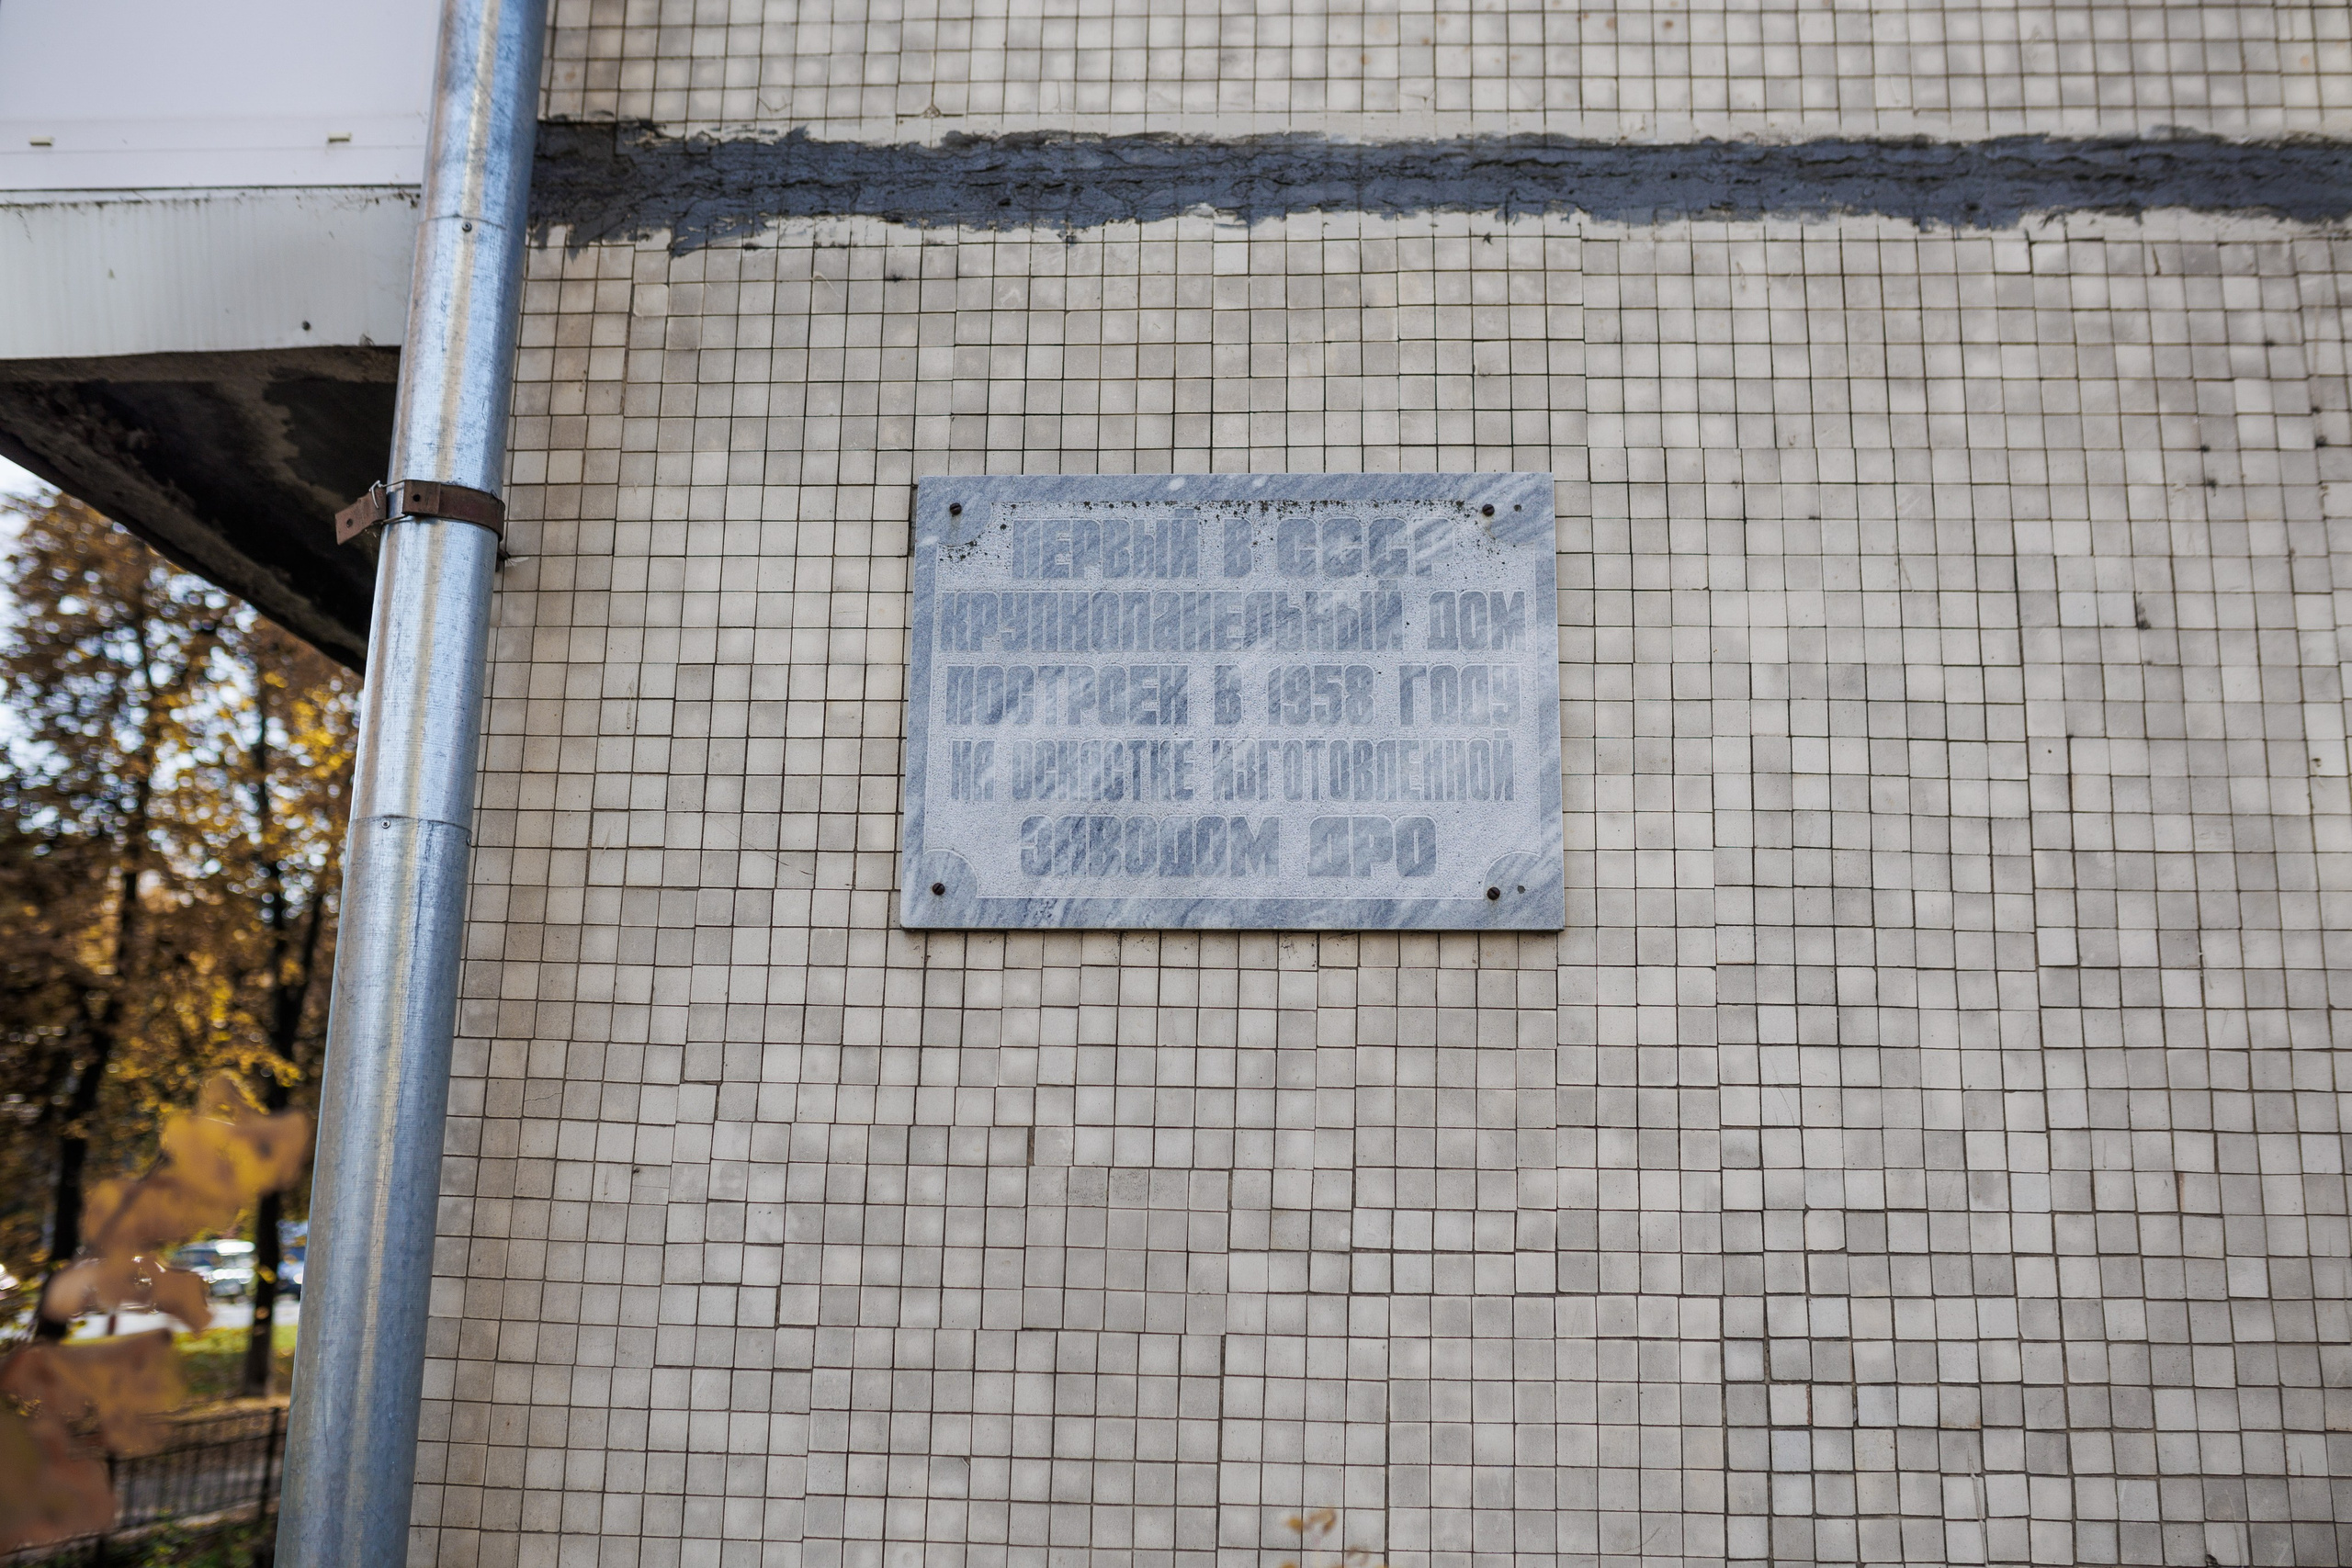 ПЕРВЫЙ В СССР
КРУПНОПАНЕЛЬНЫЙ ДОМ
ПОСТРОЕН В 1958 ГОДУ
НА ОСНАСТКЕ ИЗГОТОВЛЕННОЙ
ЗАВОДОМ ДРО